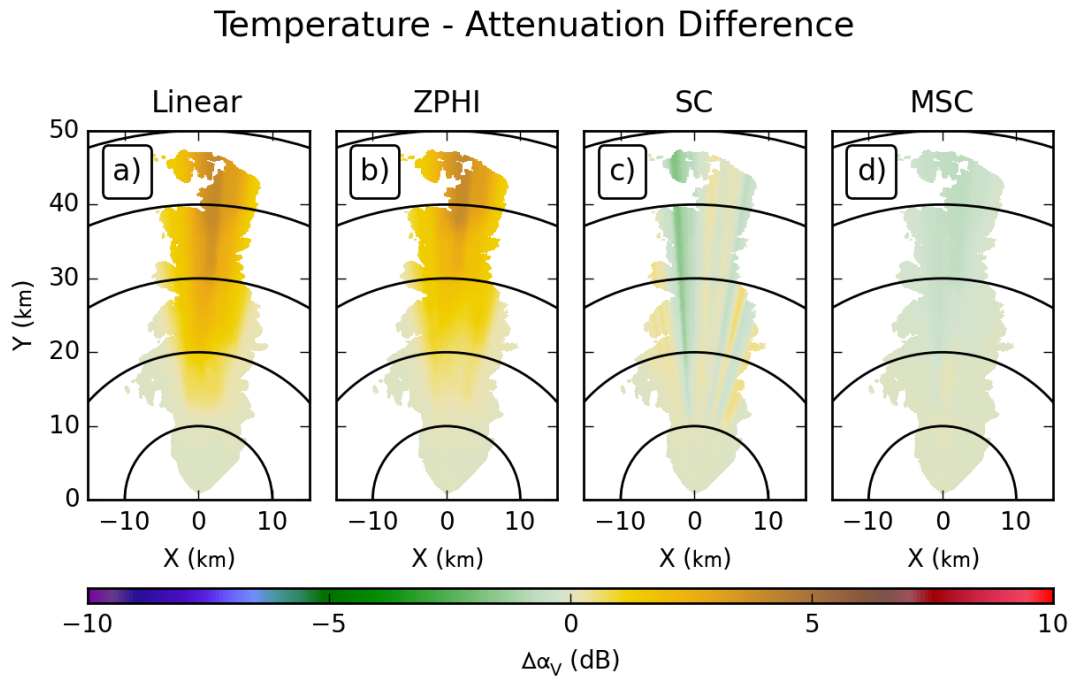 Temperature - Attenuation Difference
Linear ZPHI SC MSC
a) b) c) d)
50
40
30
20
10
0
Y (km)
−10 0 10 −10 0 10 −10 0 10 −10 0 10
X (km) X (km) X (km) X (km)
−10 −5 0 5 10
Δα_V (dB)